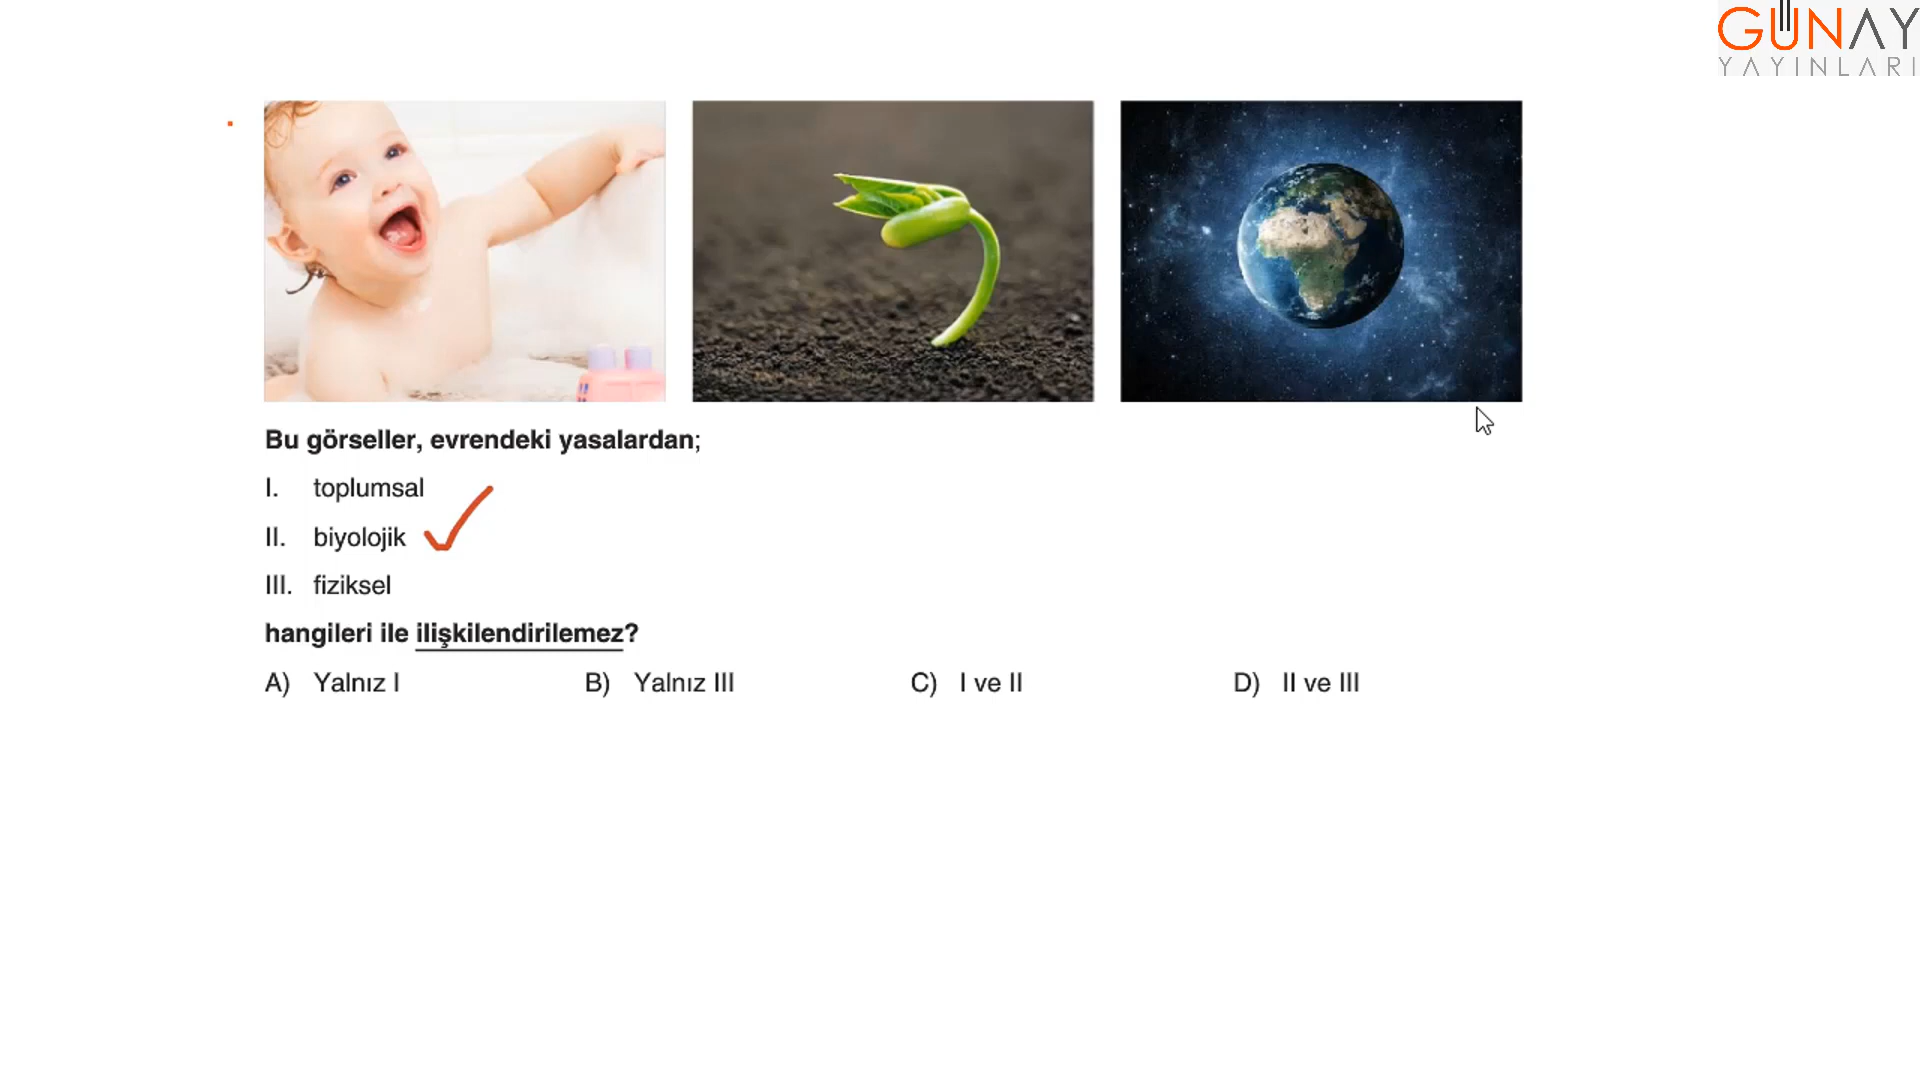 GÜNAY
YAYINLARI
Bu görseller, evrendeki yasalardan;
I. toplumsal
II. biyolojik
III. fiziksel
hangileri ile ilişkilendirilemez?
A) Yalnız I B) Yalnız III C) I ve II D) II ve III